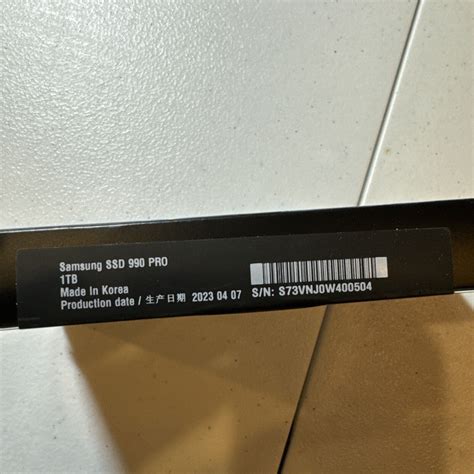 Samsung SSD 990 PRO
1TB
Made In Korea
Production date / 生产日期 2023 04 07
S/N: S73VNJ0W400504